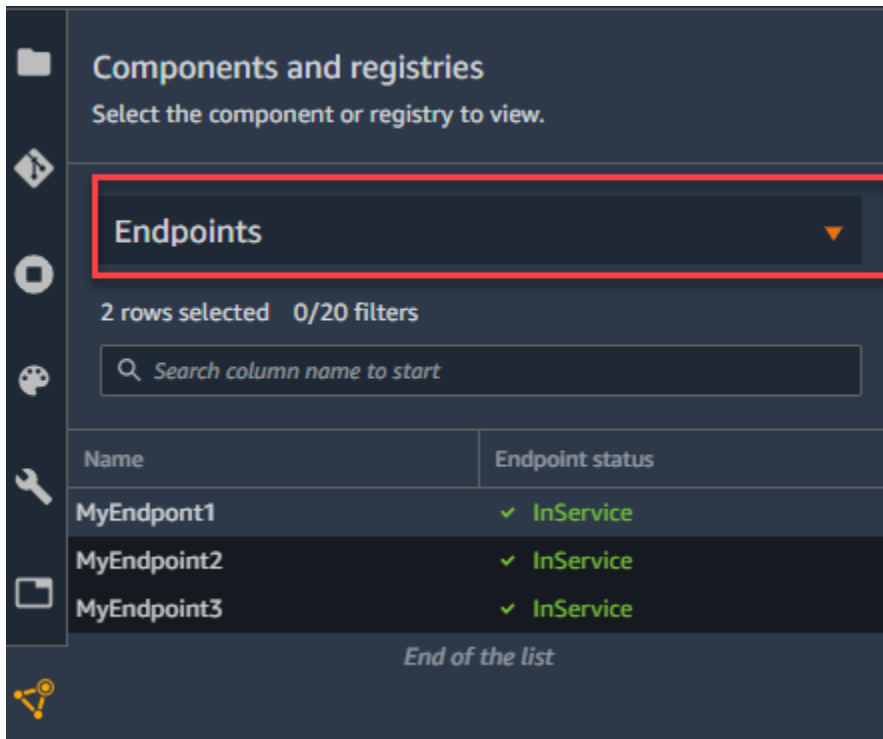 Components and registries
Select the component or registry to view.
Endpoints
2 rows selected 0/20 filters
Search column name to start
Name Endpoint status
MyEndpont1 InService
MyEndpoint2 InService
MyEndpoint3 InService
End of the list